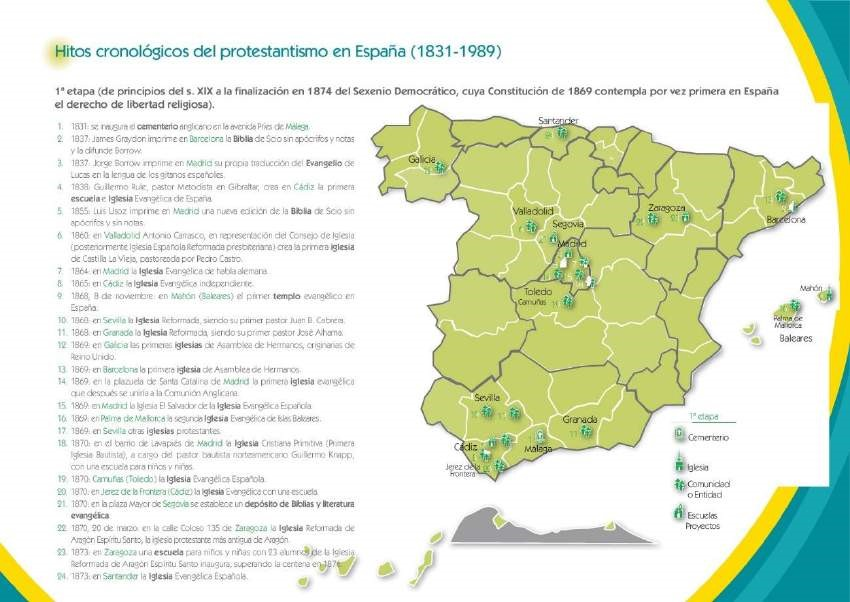 Hitos cronológicos del protestantismo en España (1831-1989)
1ª etapa (de principios del s. XIX a la finalización en 1874 del Sexenio Democrático, cuya Constitución de 1869 contempla por vez primera en España
el derecho de libertad religiosa).
1. 1831: se inaugura el cementerio anglicano en la avenida Pries de Málaga.
2. 1837: James Graydon imprime en Barcelona la Biblia de Scio sin apócrifos y notas
y la difunde Borrow.
3. 1837: Jorge Borrow imprime en Madrid su propia traducción del Evangelio de
Lucas en la lengua de los gitanos españoles.
4. 1838: Guillermo Rule, pastor Metodista en Gibraltar, crea en Cádiz la primera
escuela e Iglesia Evangélica de España.
5. 1855: Luis Usoz imprime en Madrid una nueva edición de la Biblia de Scio sin
apócrifos y sin notas.
6. 1860: en Valladolid Antonio Carrasco, en representación del Consejo de Iglesia
(posteriormente Iglesia Española Reformada presbiteriana) crea la primera iglesia
de Castilla La Vieja, pastoreada por Pedro Castro.
7. 1864: en Madrid la Iglesia Evangélica de habla alemana.
8. 1865: en Cádiz la Iglesia Evangélica independiente.
9. 1868, 8 de noviembre: en Mahón (Baleares) el primer templo evangélico en
España.
10. 1868: en Sevilla la Iglesia Reformada, siendo su primer pastor Juan B. Cabrera.
11. 1868: en Granada la Iglesia Reformada, siendo su primer pastor José Alhama.
12. 1869: en Galicia las primeras iglesias de Asamblea de Hermanos, originarias de
Reino Unido.
13. 1869: en Barcelona la primera iglesia de Asamblea de Hermanos.
14. 1869: en la plazuela de Santa Catalina de Madrid la primera iglesia evangélica
que después se uniría a la Comunión Anglicana.
15. 1869: en Madrid la Iglesia El Salvador de la Iglesia Evangélica Española.
16. 1869: en Palma de Mallorca la segunda Iglesia Evangélica de Islas Baleares.
17. 1869: en Sevilla otras iglesias protestantes.
18. 1870: en el barrio de Lavapiés de Madrid la Iglesia Cristiana Primitiva (Primera
Iglesia Bautista), a cargo del pastor bautista norteamericano Guillermo Knapp,
con una escuela para niños y niñas.
19. 1870: Camuñas (Toledo) la Iglesia Evangélica Española.
20. 1870: en Jerez de la Frontera (Cádiz) la Iglesia Evangélica con una escuela.
21. 1870: en la plaza Mayor de Segovia se establece un depósito de Biblias y literatura
evangélica.
22. 1870, 20 de marzo: en la calle Coloso 135 de Zaragoza la Iglesia Reformada de
Aragón Espíritu Santo, la iglesia protestante más antigua de Aragón.
23. 1873: en Zaragoza una escuela para niños y niñas con 23 alumnos de la Iglesia
Reformada de Aragón Espíritu Santo inaugura, superando la centena en 1876.
24. 1873: en Santander la Iglesia Evangélica Española.
Santander
Galicia
Valladolid
Segovia
Zaragoza
Barcelona
Madrid
Toledo
Camuñas
Mahón
Palma de
Mallorca
Baleares
Sevilla
Granada
Cádiz
Málaga
Jerez de la
Frontera
1ª etapa
Cementerio
Iglesia
Comunidad
o Entidad
Escuelas
Proyectos